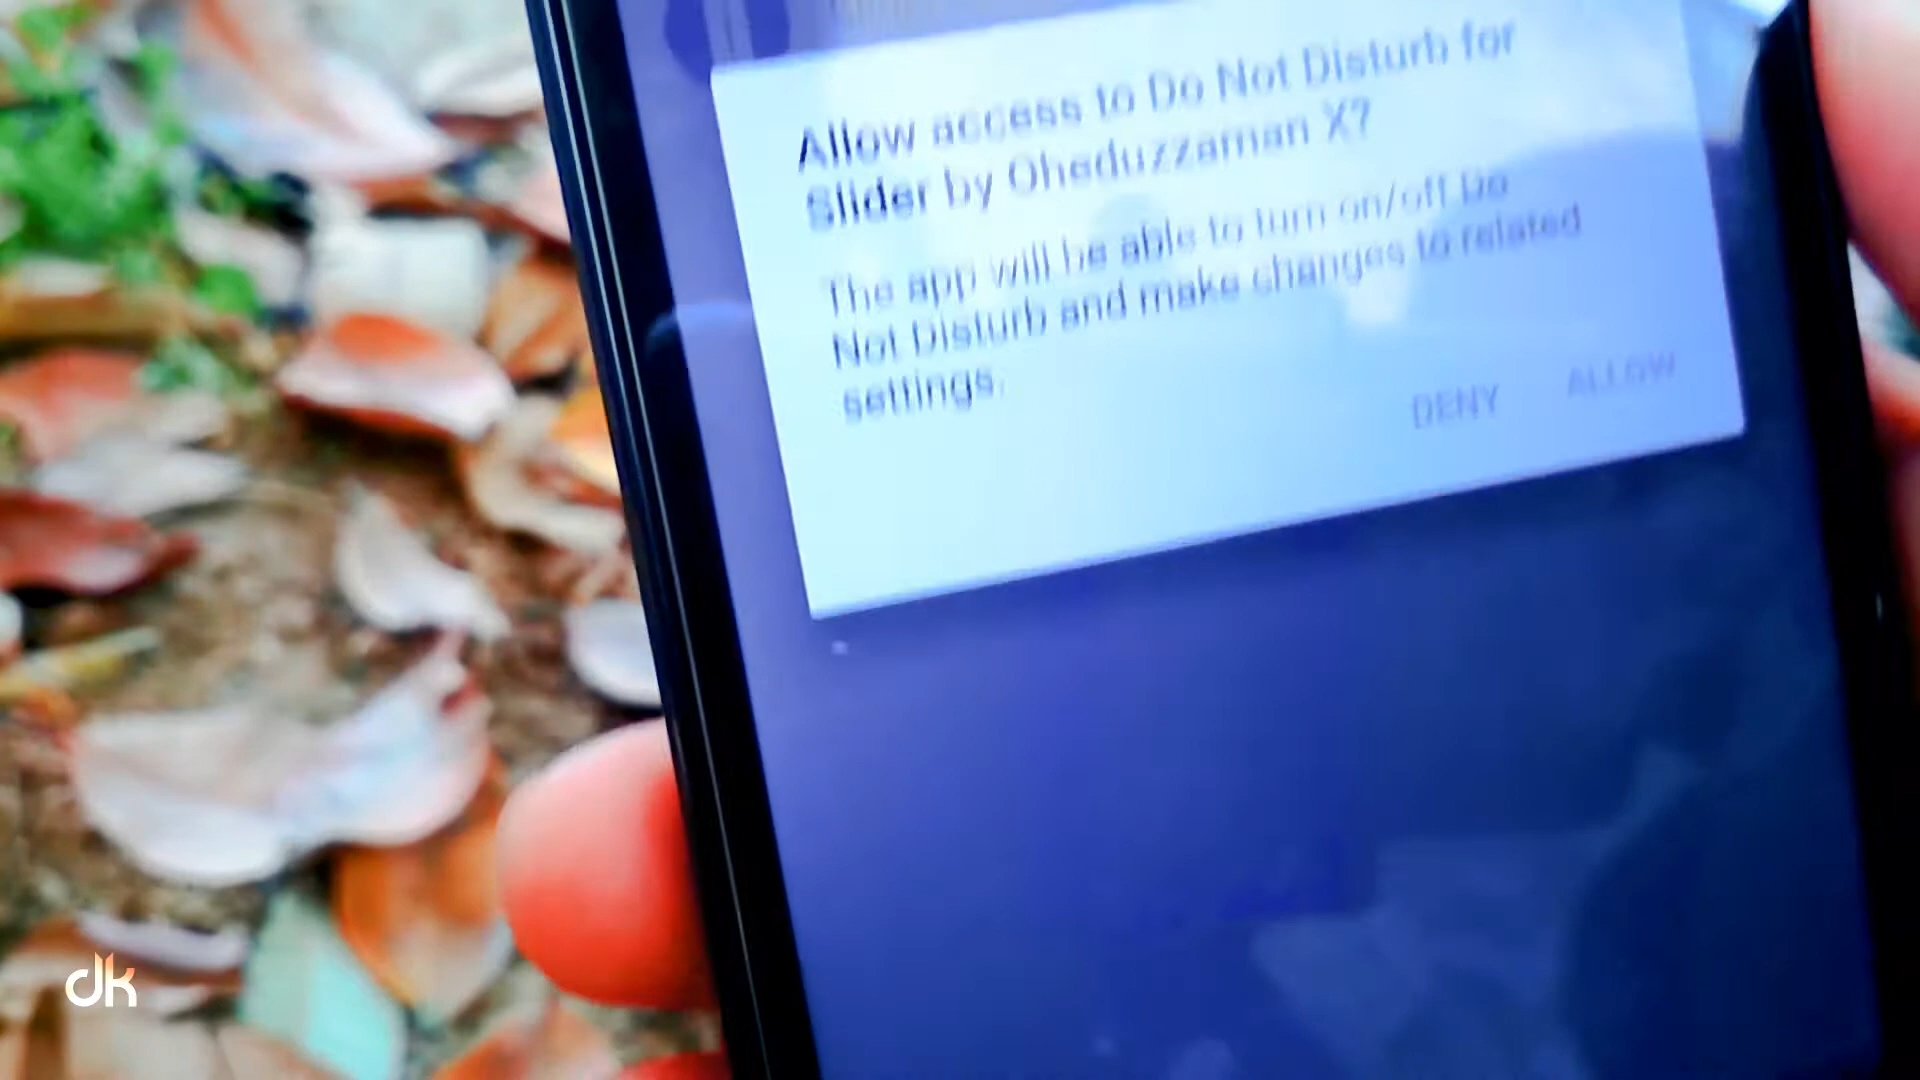 Allow access to Do Not Disturb for
Slider by Oheduzzaman X?
The app will be able to turn on/off Do
Not Disturb and make changes to related
settings.
DENY ALLOW
dk